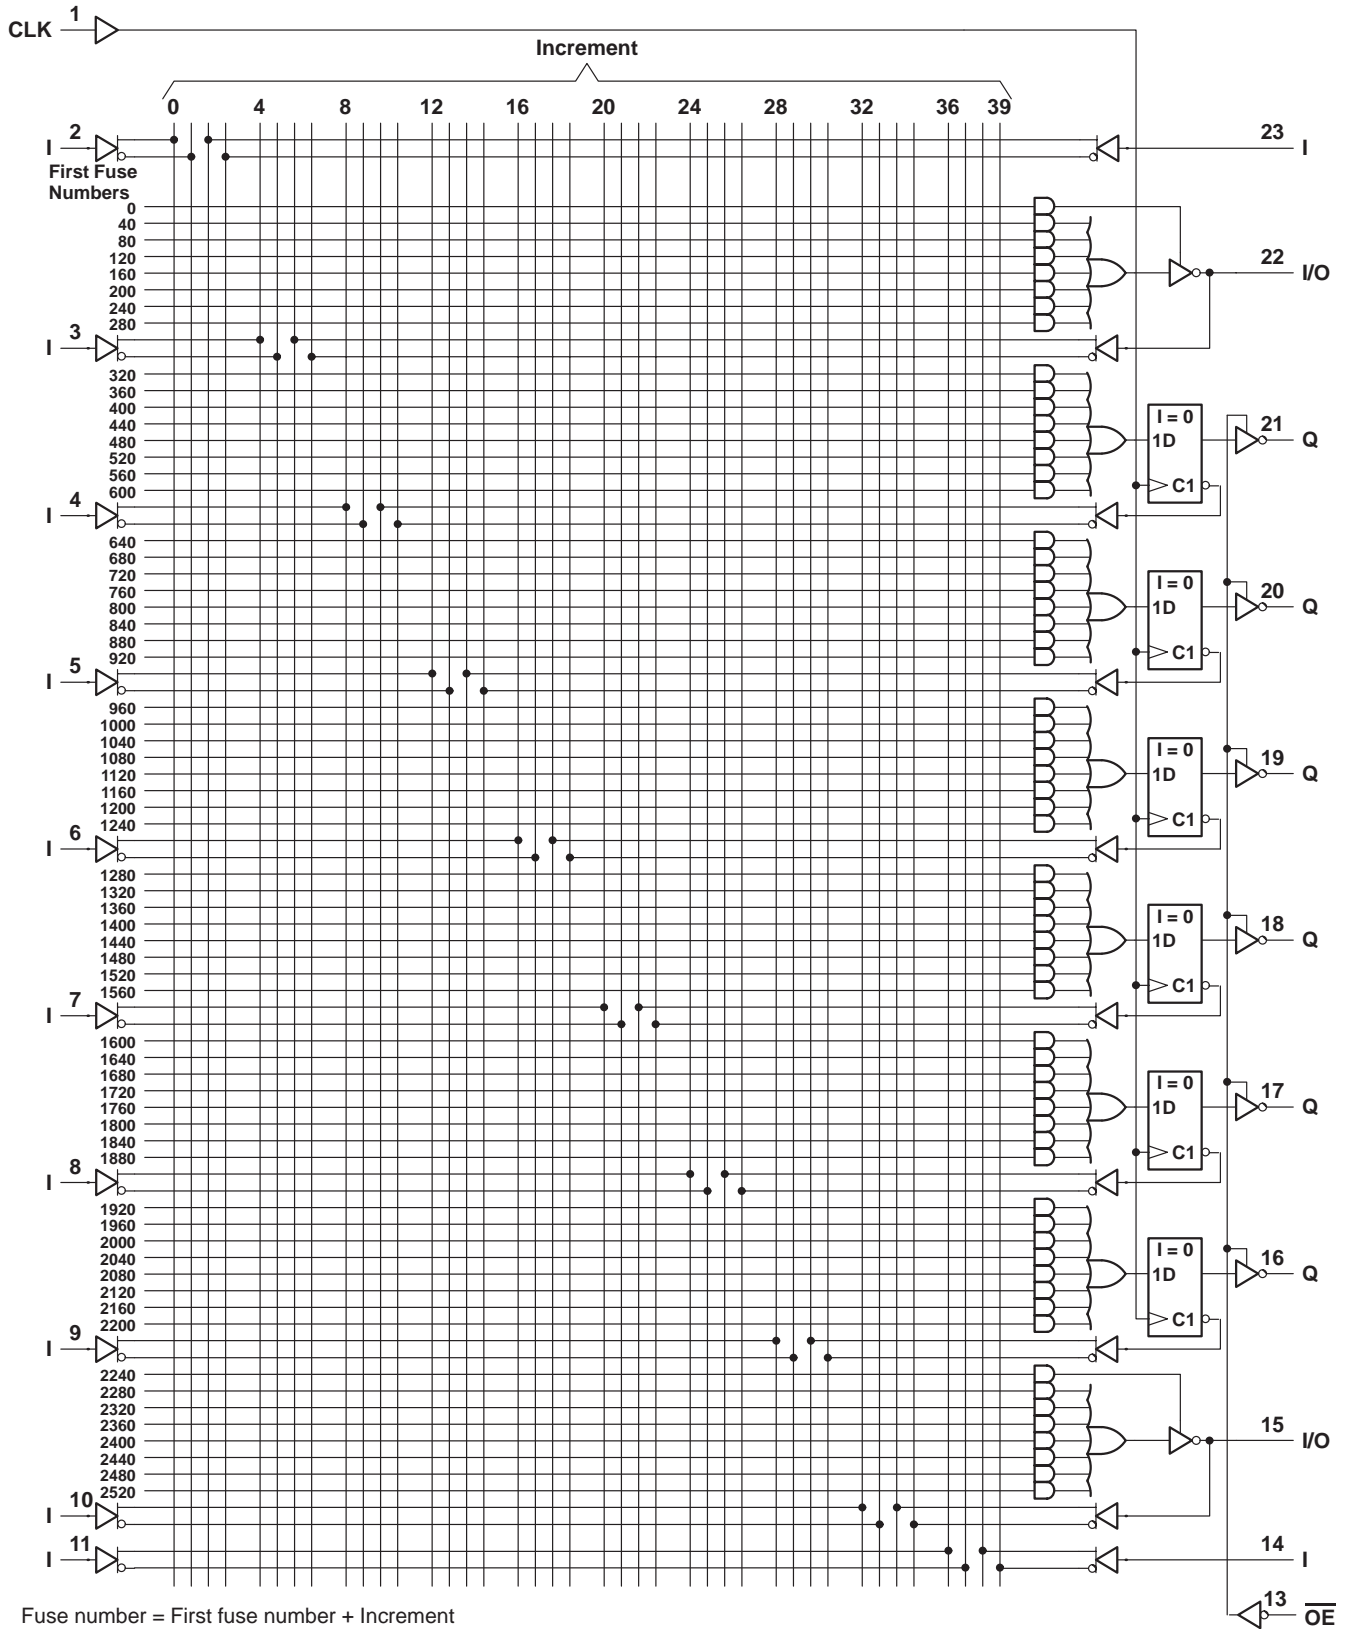 CLK 1
Increment
0 4 8 12 16 20 24 28 32 36 39
I 2 23 I
First Fuse
Numbers
0
40
80
120
160 22 I/O
200
240
280
I 3
320
360
400 I = 0
440 21 Q
480 1D
520
560
600 C1
I 4
640
680
720 I = 0
760 20 Q
800 1D
840
880
920 C1
I 5
960
1000
1040 I = 0
1080 19 Q
1120 1D
1160
1200
1240 C1
I 6
1280
1320
1360 I = 0
1400 18 Q
1440 1D
1480
1520
1560 C1
I 7
1600
1640
1680 I = 0
1720 17 Q
1760 1D
1800
1840
1880 C1
I 8
1920
1960
2000 I = 0
2040 16 Q
2080 1D
2120
2160
2200 C1
I 9
2240
2280
2320
2360
2400 15 I/O
2440
2480
2520
I 10
I 11 14 I
13 OE
Fuse number = First fuse number + Increment